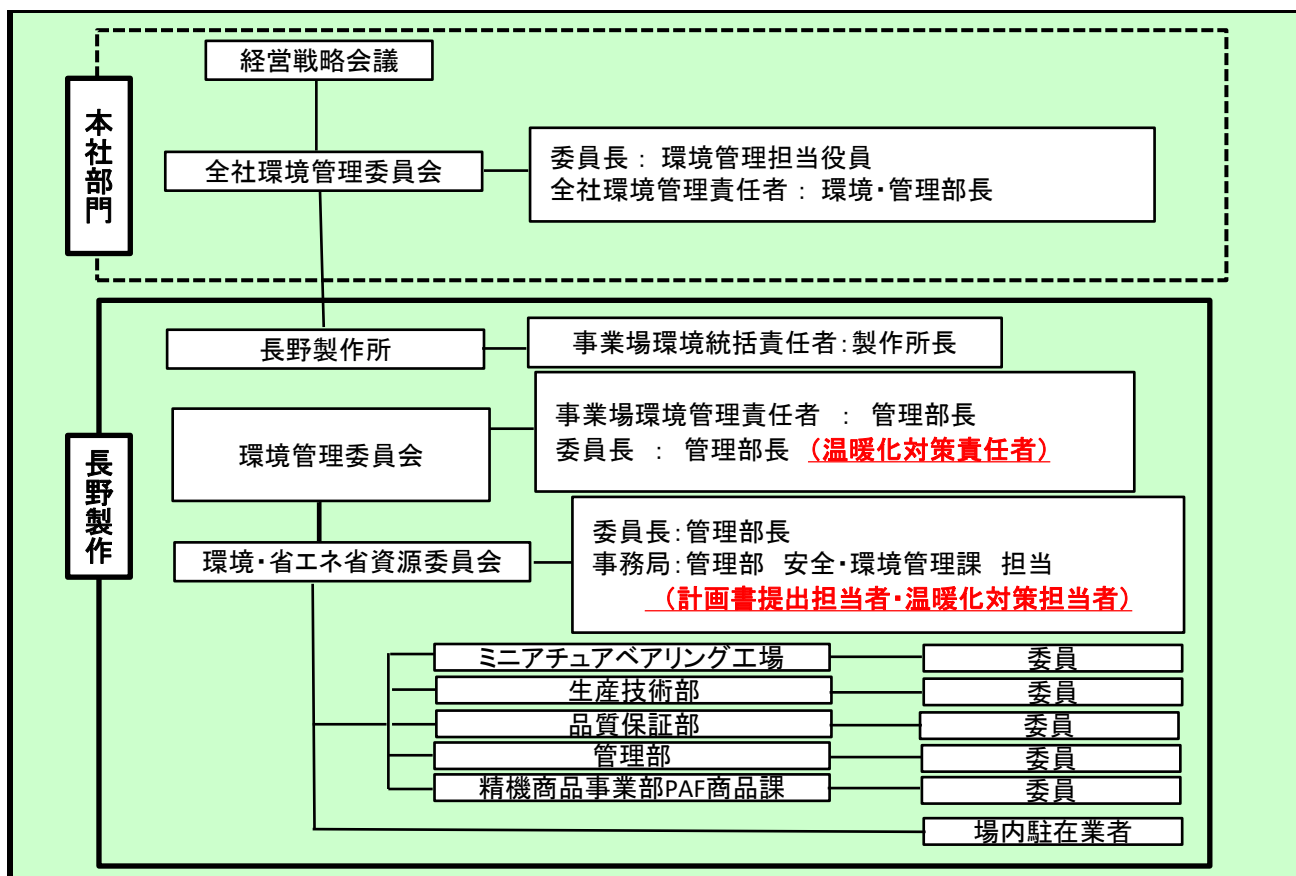 本社部門
経営戦略会議
全社環境管理委員会
委員長 ： 環境管理担当役員
全社環境管理責任者 ： 環境・管理部長
長野製作
長野製作所
事業場環境統括責任者：製作所長
環境管理委員会
事業場環境管理責任者 ： 管理部長
委員長 ： 管理部長 （温暖化対策責任者）
環境・省エネ省資源委員会
委員長：管理部長
事務局：管理部 安全・環境管理課 担当
（計画書提出担当者・温暖化対策担当者）
ミニアチュアベアリング工場 委員
生産技術部 委員
品質保証部 委員
管理部 委員
精機商品事業部PAF商品課 委員
場内駐在業者